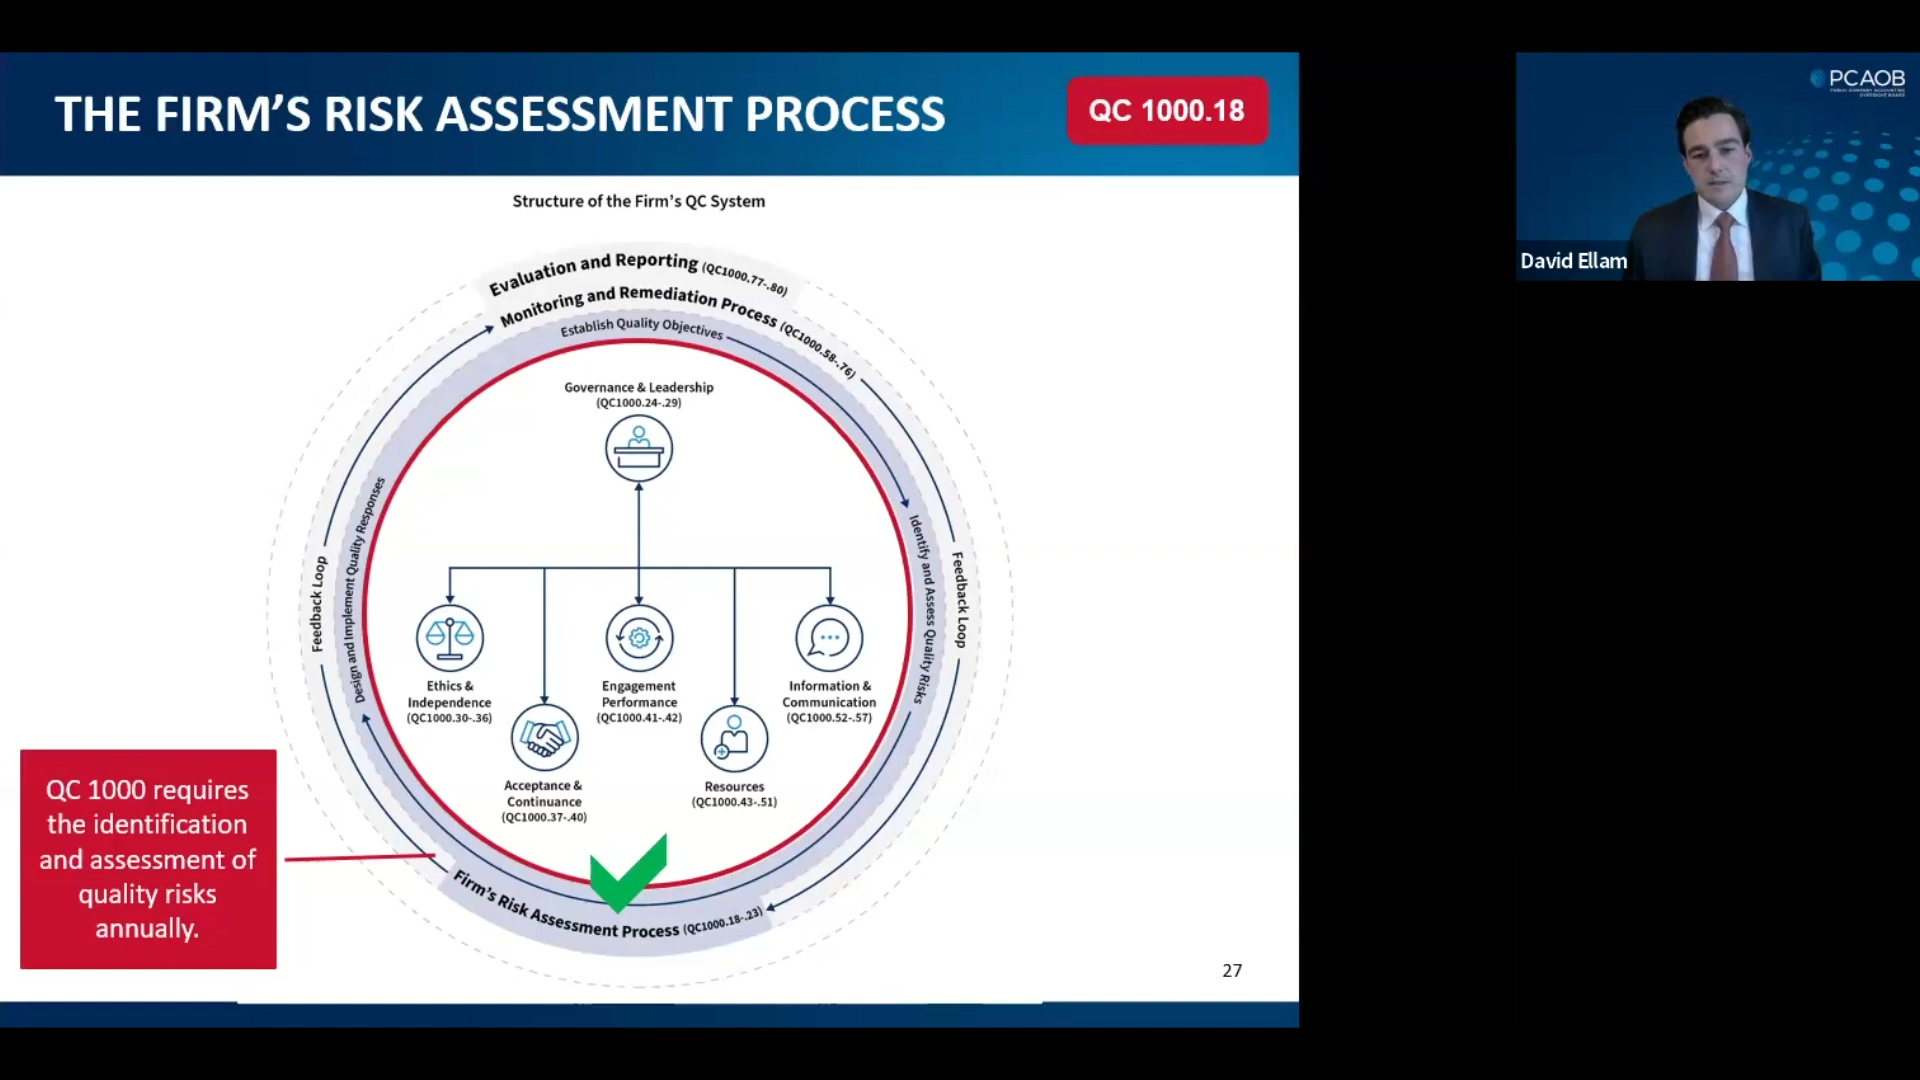 THE FIRM’S RISK ASSESSMENT PROCESS
QC 1000.18
PCAOB
PUBLIC COMPANY ACCOUNTING
OVERSIGHT BOARD
David Ellam
Structure of the Firm’s QC System
Evaluation and Reporting (QC1000.77-.80)
Monitoring and Remediation Process (QC1000.58-.76)
Establish Quality Objectives
Governance & Leadership
(QC1000.24-.29)
Feedback Loop
Design and Implement Quality Responses
Identify and Assess Quality Risks
Feedback Loop
Ethics &
Independence
(QC1000.30-.36)
Engagement
Performance
(QC1000.41-.42)
Information &
Communication
(QC1000.52-.57)
Acceptance &
Continuance
(QC1000.37-.40)
Resources
(QC1000.43-.51)
Firm’s Risk Assessment Process (QC1000.18-.23)
QC 1000 requires
the identification
and assessment of
quality risks
annually.
27